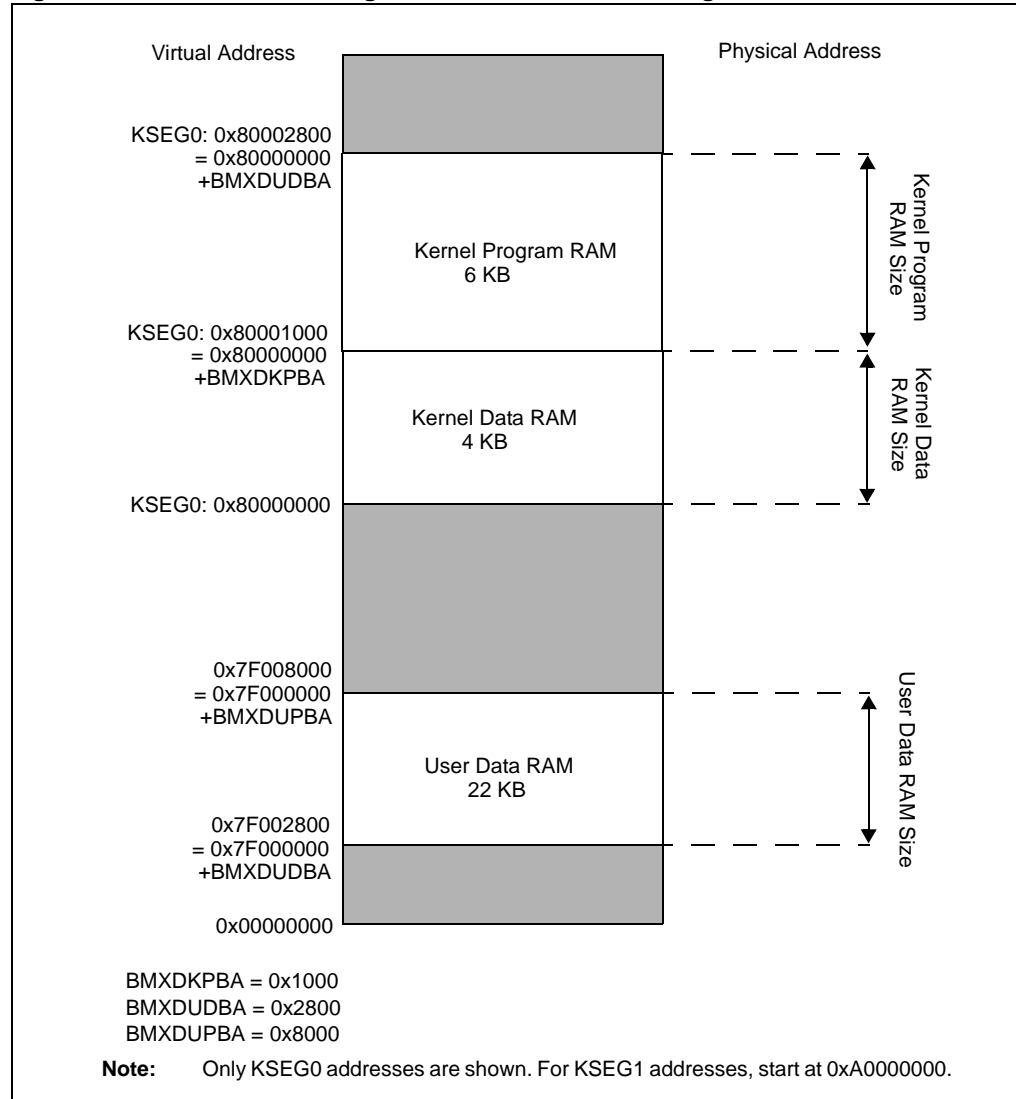 Virtual Address
Physical Address
KSEG0: 0x80002800
= 0x80000000
+BMXDUDBA
Kernel Program
RAM Size
Kernel Program RAM
6 KB
KSEG0: 0x80001000
= 0x80000000
+BMXDKPBA
Kernel Data
RAM Size
Kernel Data RAM
4 KB
KSEG0: 0x80000000
0x7F008000
= 0x7F000000
+BMXDUPBA
User Data RAM Size
User Data RAM
22 KB
0x7F002800
= 0x7F000000
+BMXDUDBA
0x00000000
BMXDKPBA = 0x1000
BMXDUDBA = 0x2800
BMXDUPBA = 0x8000
Note: Only KSEG0 addresses are shown. For KSEG1 addresses, start at 0xA0000000.